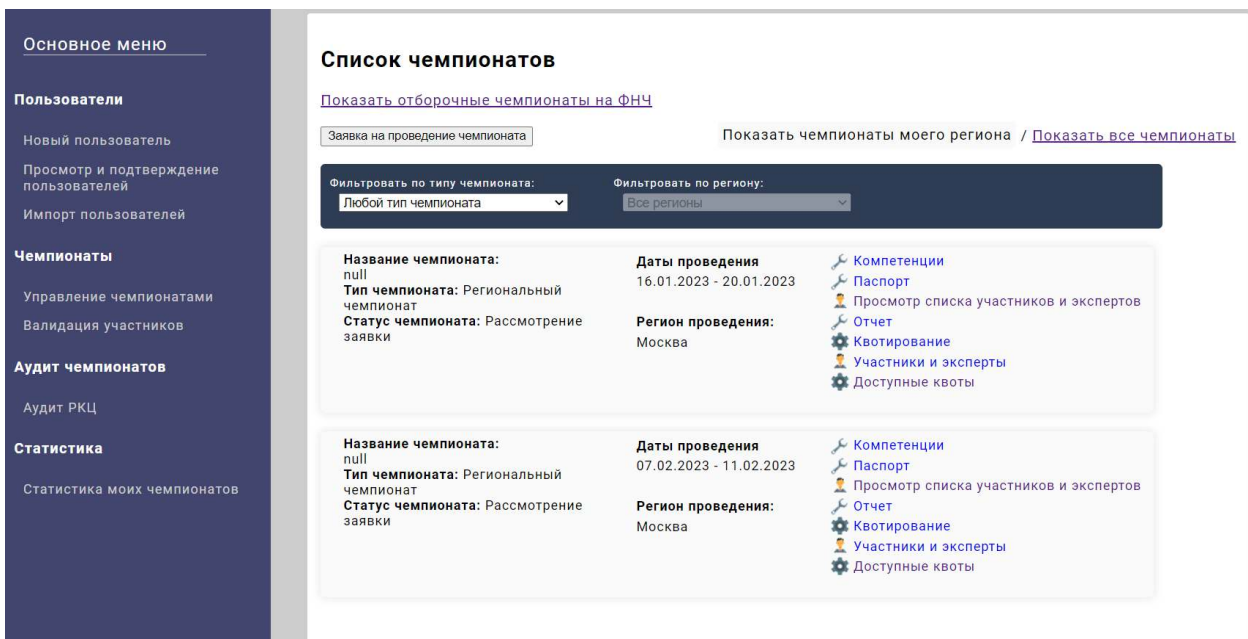 Основное меню
Пользователи
Новый пользователь
Просмотр и подтверждение
пользователей
Импорт пользователей
Чемпионаты
Управление чемпионатами
Валидация участников
Аудит чемпионатов
Аудит РКЦ
Статистика
Статистика моих чемпионатов
Список чемпионатов
Показать отборочные чемпионаты на ФНЧ
Заявка на проведение чемпионата
Показать чемпионаты моего региона / Показать все чемпионаты
Фильтровать по типу чемпионата:
Любой тип чемпионата
Фильтровать по региону:
Все регионы
Название чемпионата:
null
Тип чемпионата: Региональный
чемпионат
Статус чемпионата: Рассмотрение
заявки
Даты проведения
16.01.2023 - 20.01.2023
Регион проведения:
Москва
Компетенции
Паспорт
Просмотр списка участников и экспертов
Отчет
Квотирование
Участники и эксперты
Доступные квоты
Название чемпионата:
null
Тип чемпионата: Региональный
чемпионат
Статус чемпионата: Рассмотрение
заявки
Даты проведения
07.02.2023 - 11.02.2023
Регион проведения:
Москва
Компетенции
Паспорт
Просмотр списка участников и экспертов
Отчет
Квотирование
Участники и эксперты
Доступные квоты